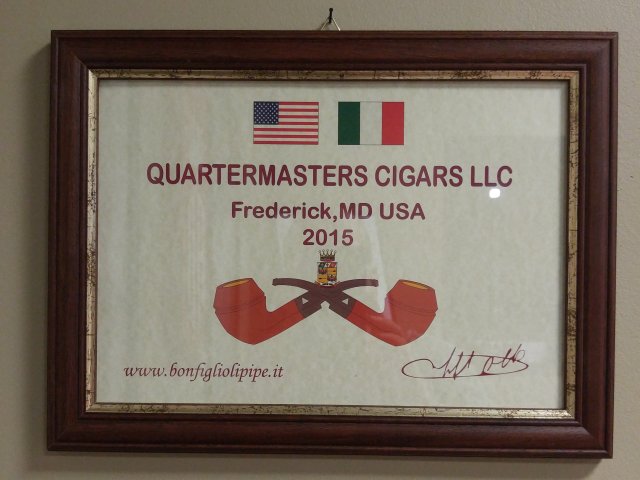 QUARTERMASTERS CIGARS LLC
Frederick,MD USA
2015
www.bonfigliolipipe.it